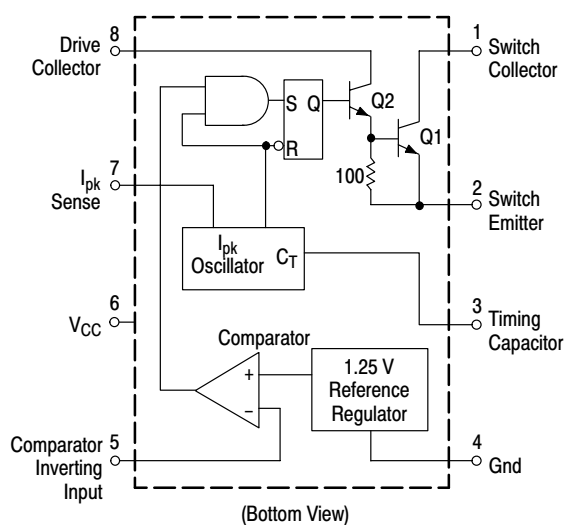 8
Drive
Collector
1
Switch
Collector
S Q
Q2
Q1
R
100
7
Ipk
Sense
2
Switch
Emitter
Ipk
Oscillator
CT
6
VCC
3
Timing
Capacitor
Comparator
+
−
1.25 V
Reference
Regulator
5
Comparator
Inverting
Input
4
Gnd
(Bottom View)